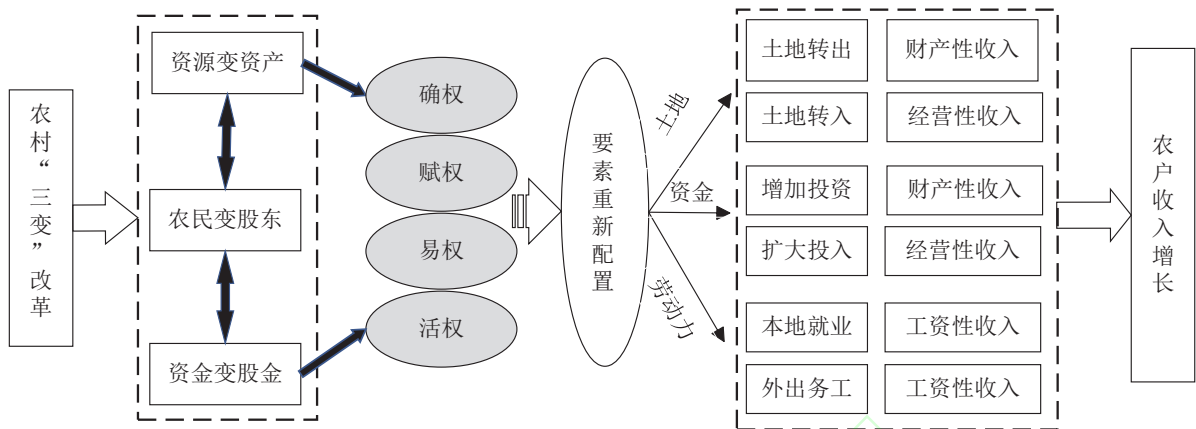 农村“三变”改革
资源变资产
农民变股东
资金变股金
确权
赋权
易权
活权
要素重新配置
土地
资金
劳动力
土地转出
财产性收入
土地转入
经营性收入
增加投资
财产性收入
扩大投入
经营性收入
本地就业
工资性收入
外出务工
工资性收入
农户收入增长